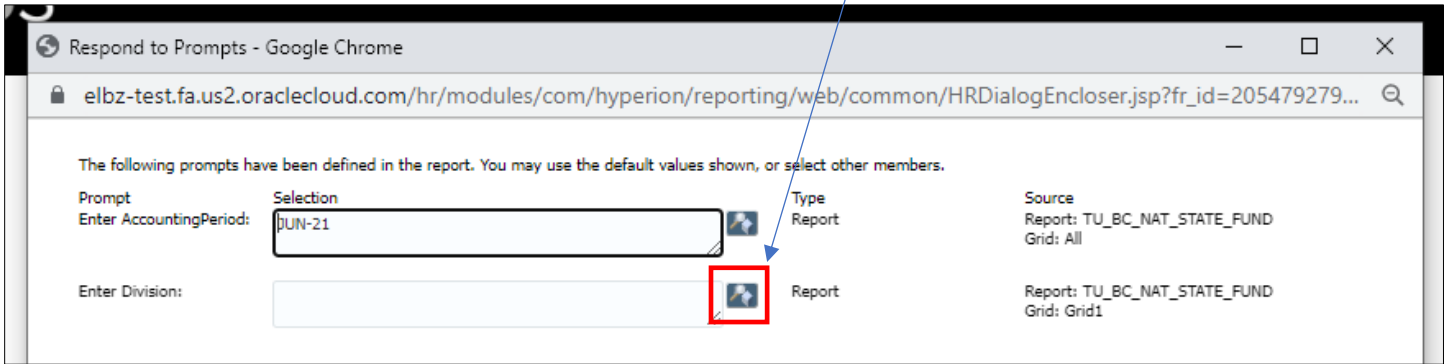 Respond to Prompts - Google Chrome
elbz-test.fa.us2.oraclecloud.com/hr/modules/com/hyperion/reporting/web/common/HRDialogEncloser.jsp?fr_id=205479279...
The following prompts have been defined in the report. You may use the default values shown, or select other members.
Prompt Selection Type Source
Enter AccountingPeriod: JUN-21 Report Report: TU_BC_NAT_STATE_FUND
Grid: All
Enter Division: Report Report: TU_BC_NAT_STATE_FUND
Grid: Grid1